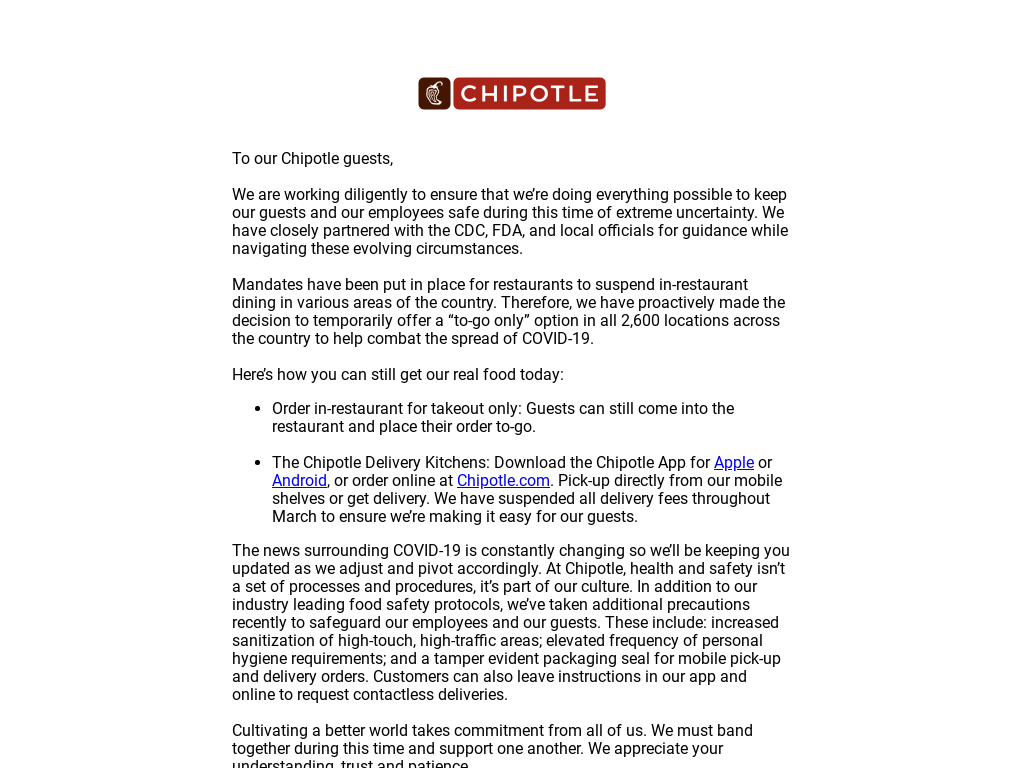 CHIPOTLE
To our Chipotle guests,
We are working diligently to ensure that we’re doing everything possible to keep
our guests and our employees safe during this time of extreme uncertainty. We
have closely partnered with the CDC, FDA, and local officials for guidance while
navigating these evolving circumstances.
Mandates have been put in place for restaurants to suspend in-restaurant
dining in various areas of the country. Therefore, we have proactively made the
decision to temporarily offer a “to-go only” option in all 2,600 locations across
the country to help combat the spread of COVID-19.
Here’s how you can still get our real food today:
• Order in-restaurant for takeout only: Guests can still come into the
restaurant and place their order to-go.
• The Chipotle Delivery Kitchens: Download the Chipotle App for Apple or
Android, or order online at Chipotle.com. Pick-up directly from our mobile
shelves or get delivery. We have suspended all delivery fees throughout
March to ensure we’re making it easy for our guests.
The news surrounding COVID-19 is constantly changing so we’ll be keeping you
updated as we adjust and pivot accordingly. At Chipotle, health and safety isn’t
a set of processes and procedures, it’s part of our culture. In addition to our
industry leading food safety protocols, we’ve taken additional precautions
recently to safeguard our employees and our guests. These include: increased
sanitization of high-touch, high-traffic areas; elevated frequency of personal
hygiene requirements; and a tamper evident packaging seal for mobile pick-up
and delivery orders. Customers can also leave instructions in our app and
online to request contactless deliveries.
Cultivating a better world takes commitment from all of us. We must band
together during this time and support one another. We appreciate your
understanding, trust and patience.